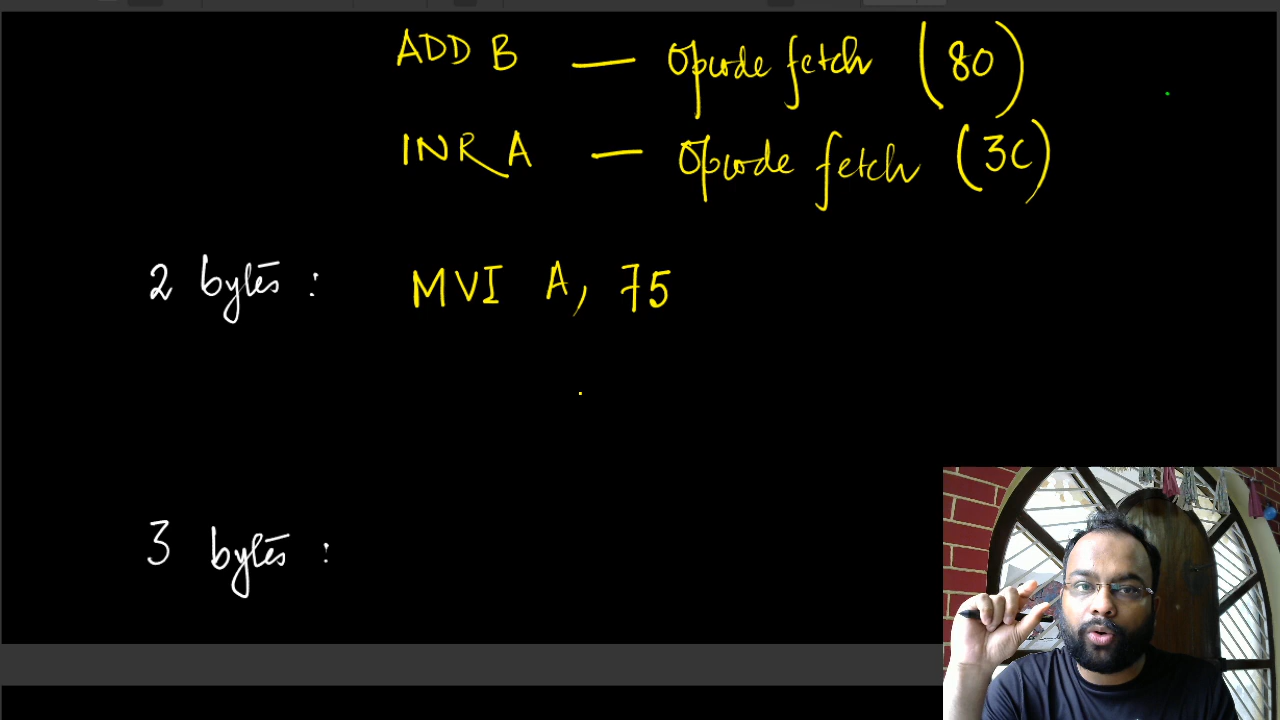 ADD B — Opcode fetch (80)
INR A — Opcode fetch (3C)
2 bytes : MVI A, 75
3 bytes :